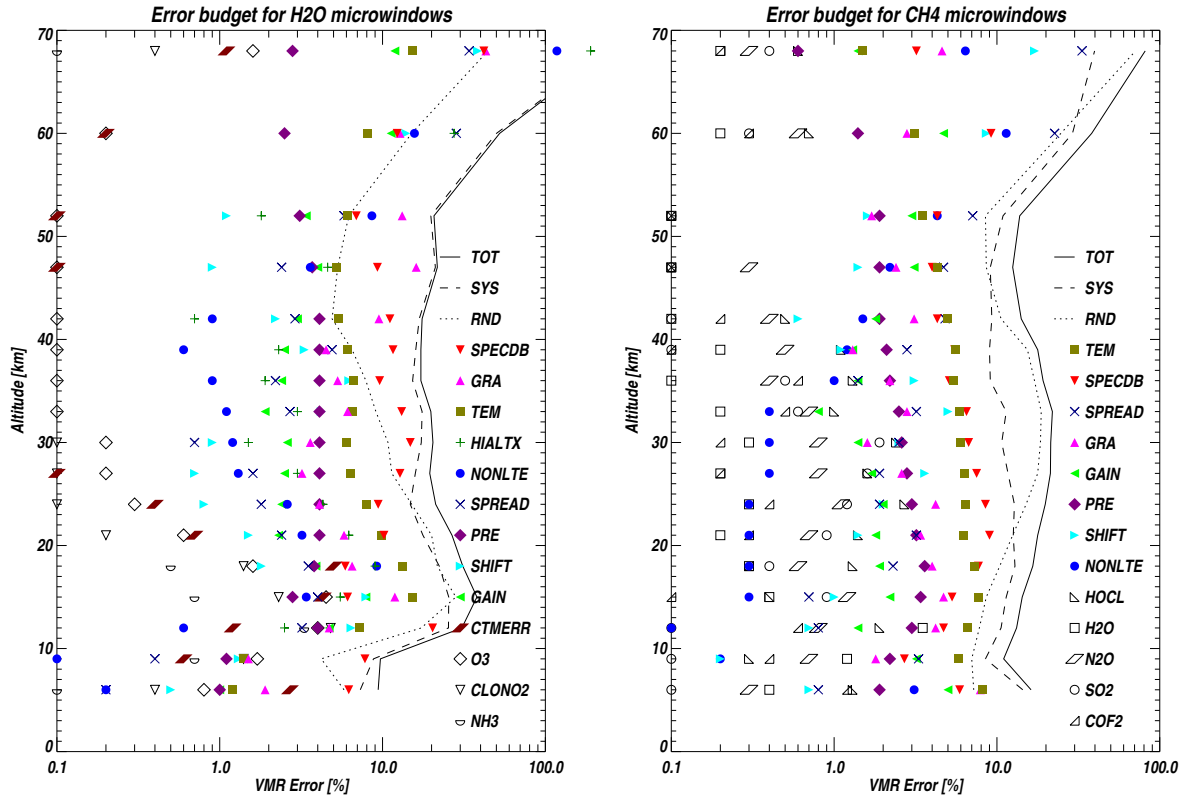 Error budget for H2O microwindows
70
60
50
40
30
20
10
0
Altitude [km]
0.1
1.0
10.0
100.0
VMR Error [%]
TOT
SYS
RND
SPECDB
GRA
TEM
HIALTX
NONLTE
SPREAD
PRE
SHIFT
GAIN
CTMERR
O3
CLONO2
NH3
Error budget for CH4 microwindows
70
60
50
40
30
20
10
0
Altitude [km]
0.1
1.0
10.0
100.0
VMR Error [%]
TOT
SYS
RND
TEM
SPECDB
SPREAD
GRA
GAIN
PRE
SHIFT
NONLTE
HOCL
H2O
N2O
SO2
COF2